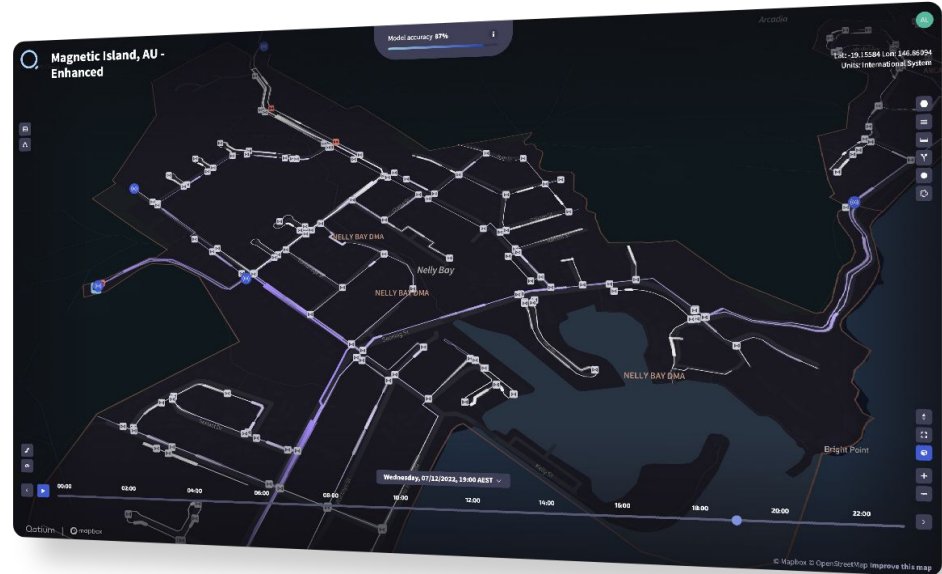 Arcadia
AL
Magnetic Island, AU -
Enhanced
Model accuracy 87%
i
Lat: -19.15584 Lon: 146.86094
Units: International System
NELLY BAY DMA
Nelly Bay
NELLY BAY DMA
NELLY BAY DMA
Bright Point
Wednesday, 07/12/2022, 19:00 AEST
00:00
02:00
04:00
06:00
08:00
10:00
12:00
14:00
16:00
18:00
20:00
22:00
Qatium | mapbox
© Mapbox © OpenStreetMap Improve this map